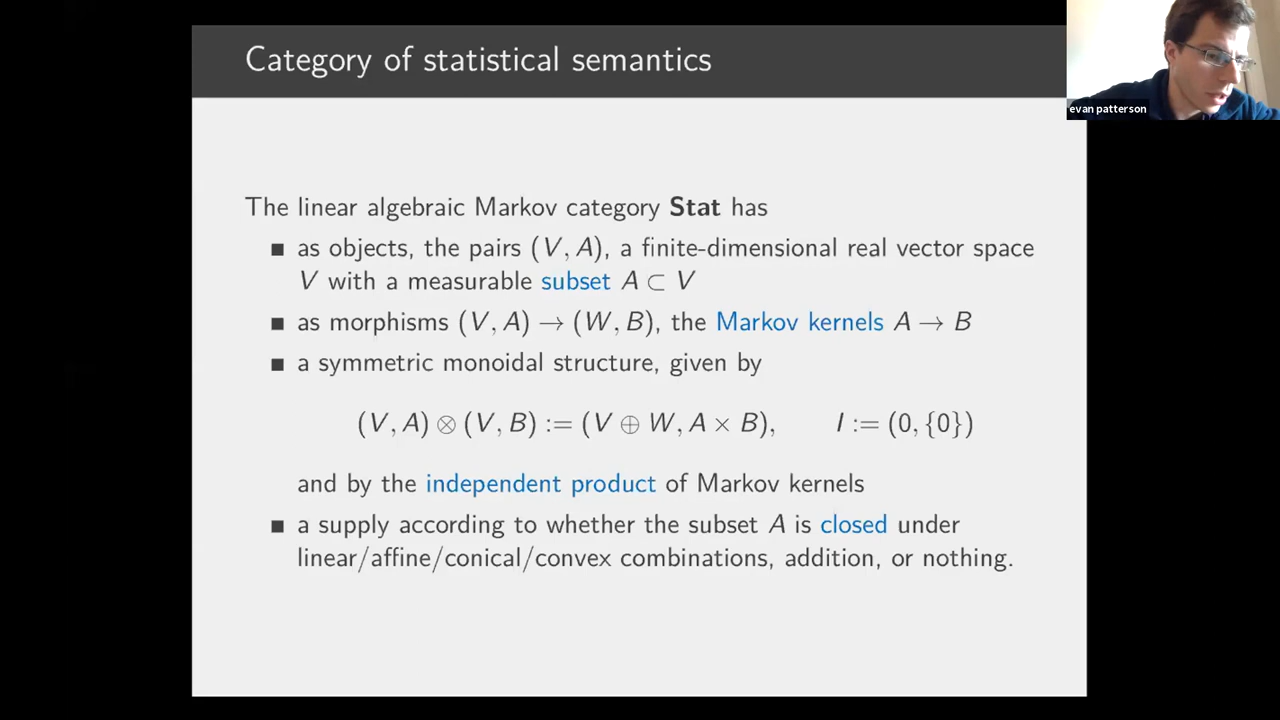 Category of statistical semantics
evan patterson
The linear algebraic Markov category Stat has
■ as objects, the pairs (V, A), a finite-dimensional real vector space
V with a measurable subset A ⊂ V
■ as morphisms (V, A) → (W, B), the Markov kernels A → B
■ a symmetric monoidal structure, given by
(V, A) ⊗ (V, B) := (V ⊕ W, A × B), I := (0, {0})
and by the independent product of Markov kernels
■ a supply according to whether the subset A is closed under
linear/affine/conical/convex combinations, addition, or nothing.